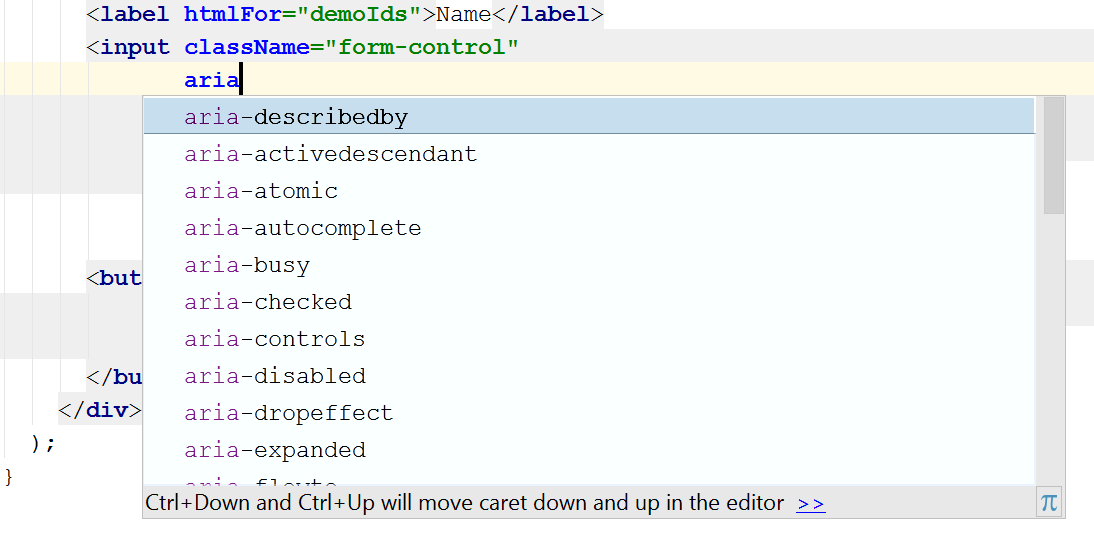 <label htmlFor="demoIds">Name</label>
<input className="form-control"
aria
aria-describedby
aria-activedescendant
aria-atomic
aria-autocomplete
aria-busy
<but
aria-checked
aria-controls
aria-disabled
</bu
aria-dropeffect
</div>
aria-expanded
);
}
Ctrl+Down and Ctrl+Up will move caret down and up in the editor >>
π